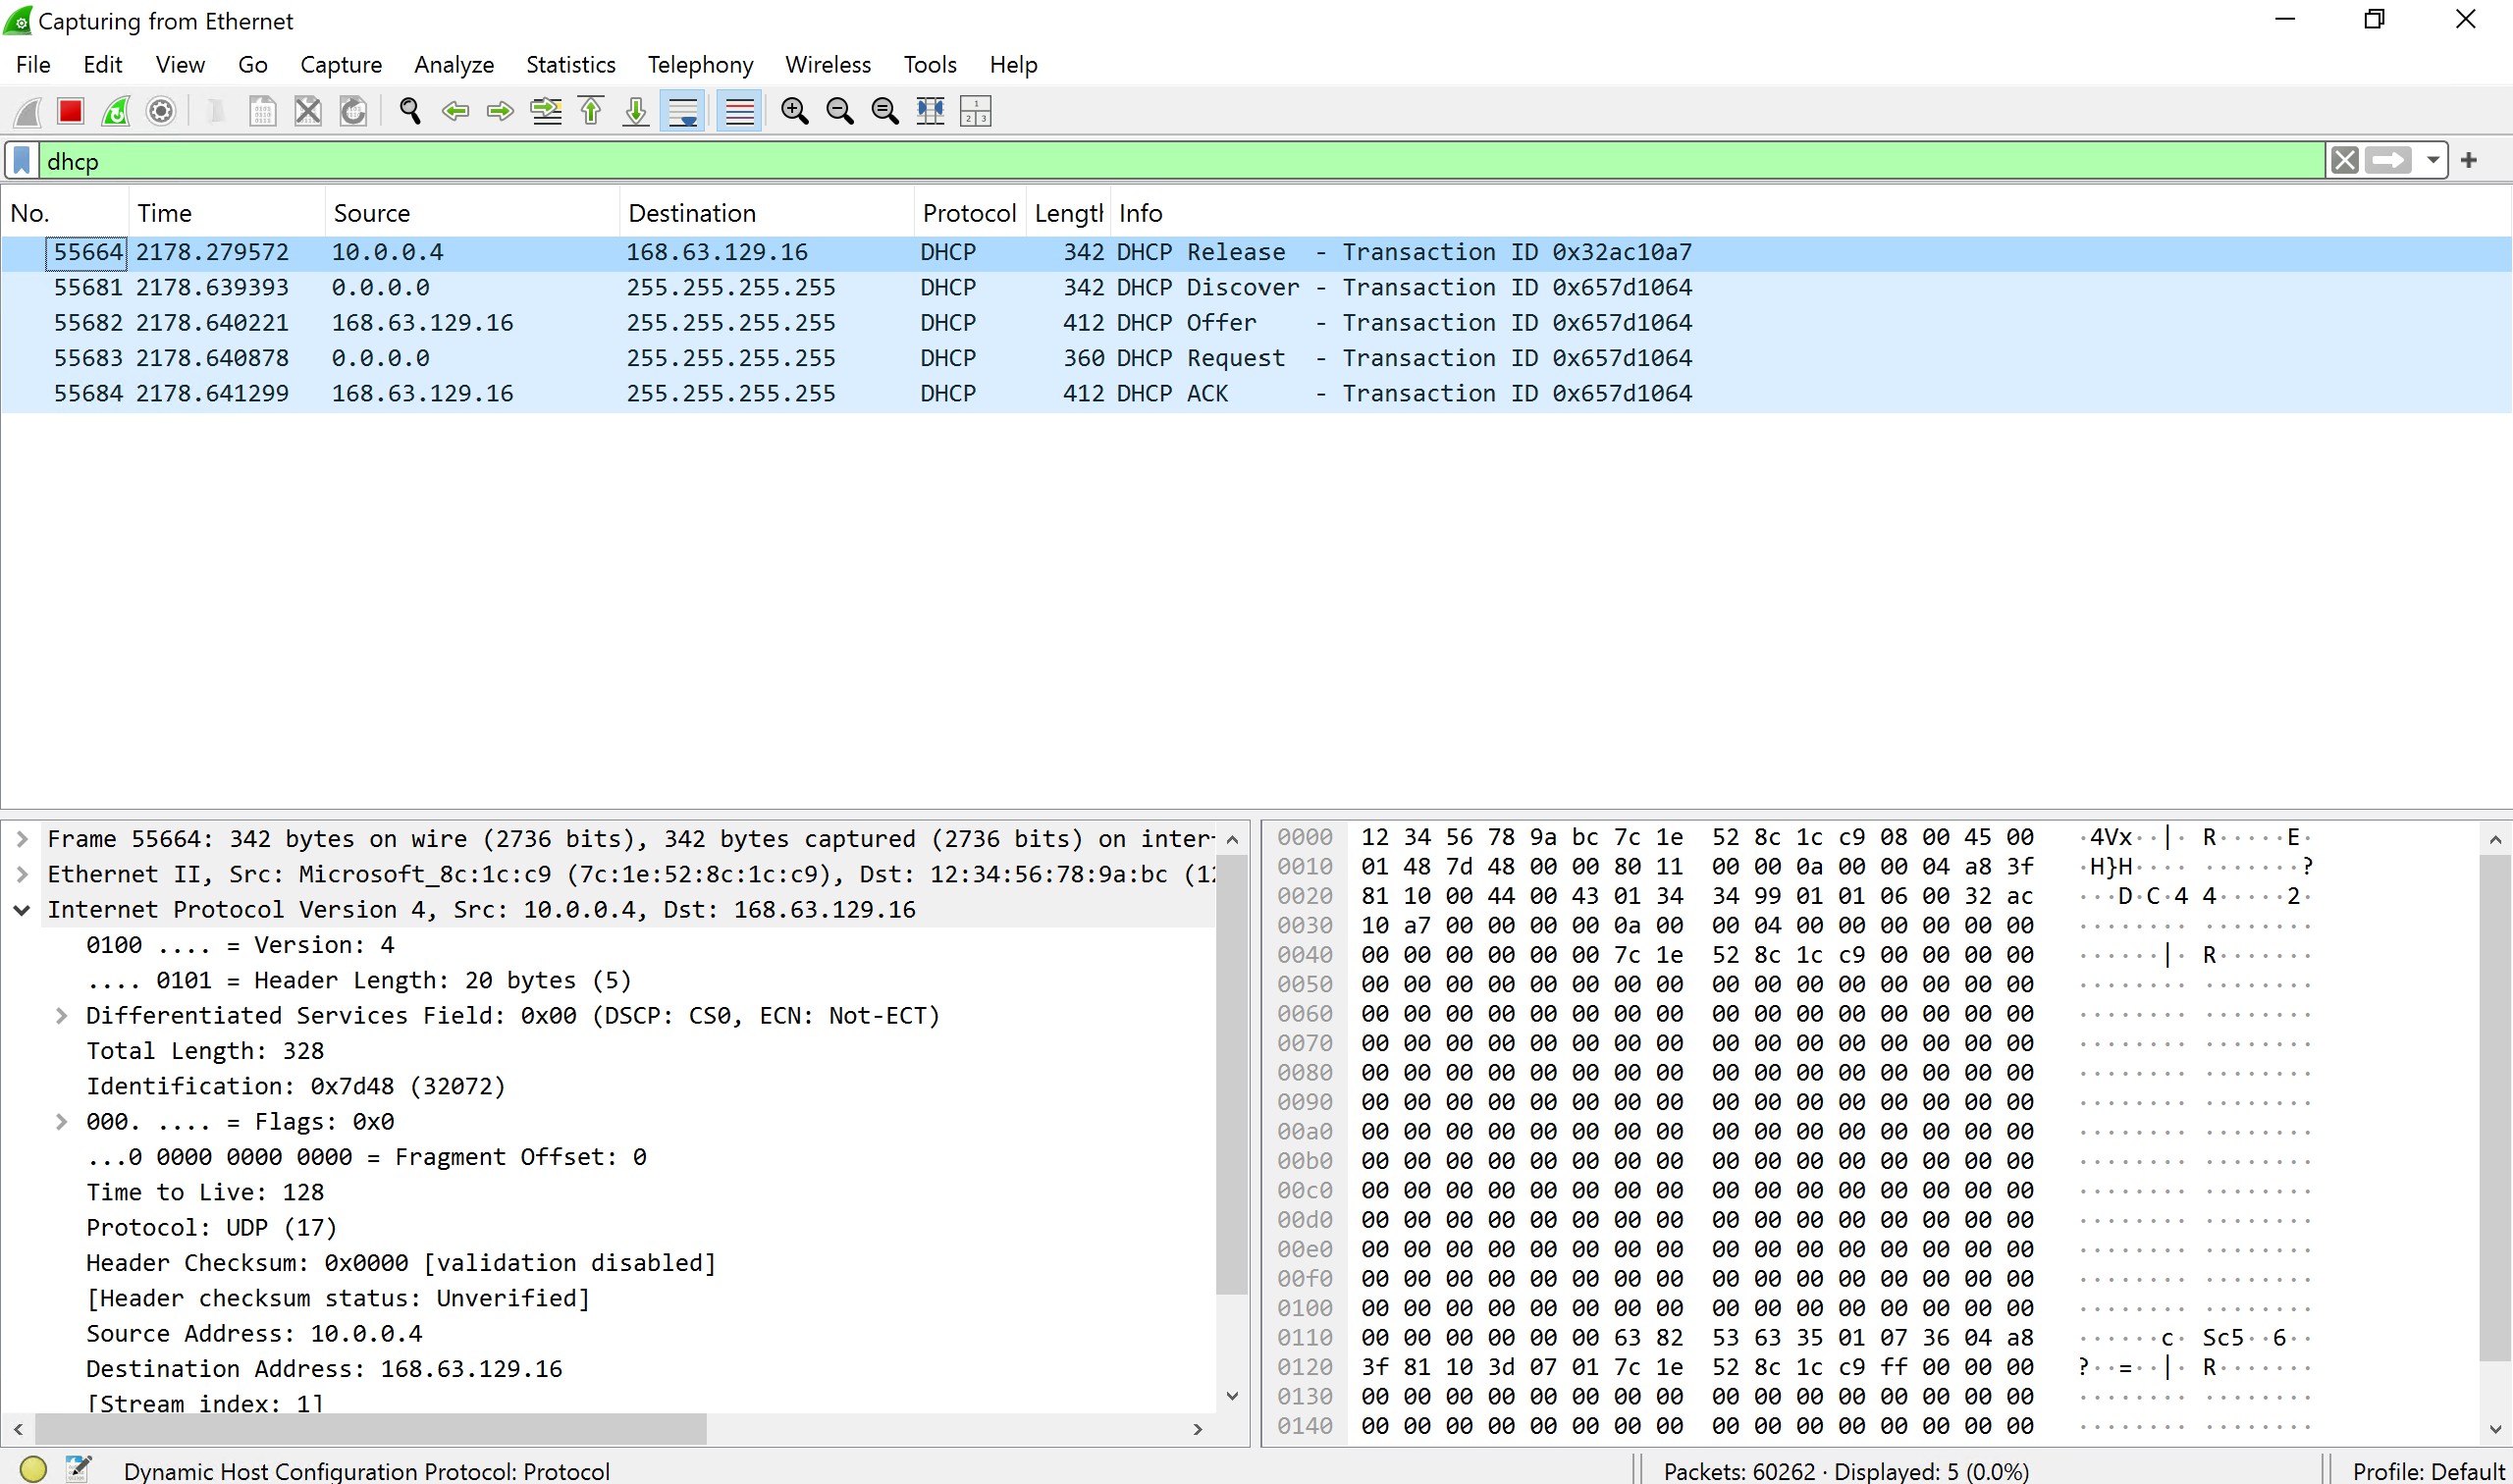 Capturing from Ethernet
File Edit View Go Capture Analyze Statistics Telephony Wireless Tools Help
dhcp
No. Time Source Destination Protocol Lengtl Info
55664 2178.279572 10.0.0.4 168.63.129.16 DHCP 342 DHCP Release - Transaction ID 0x32ac10a7
55681 2178.639393 0.0.0.0 255.255.255.255 DHCP 342 DHCP Discover - Transaction ID 0x657d1064
55682 2178.640221 168.63.129.16 255.255.255.255 DHCP 412 DHCP Offer - Transaction ID 0x657d1064
55683 2178.640878 0.0.0.0 255.255.255.255 DHCP 360 DHCP Request - Transaction ID 0x657d1064
55684 2178.641299 168.63.129.16 255.255.255.255 DHCP 412 DHCP ACK - Transaction ID 0x657d1064
Frame 55664: 342 bytes on wire (2736 bits), 342 bytes captured (2736 bits) on inter
Ethernet II, Src: Microsoft_8c:1c:c9 (7c:1e:52:8c:1c:c9), Dst: 12:34:56:78:9a:bc (12
Internet Protocol Version 4, Src: 10.0.0.4, Dst: 168.63.129.16
0100 .... = Version: 4
.... 0101 = Header Length: 20 bytes (5)
Differentiated Services Field: 0x00 (DSCP: CS0, ECN: Not-ECT)
Total Length: 328
Identification: 0x7d48 (32072)
000. .... = Flags: 0x0
...0 0000 0000 0000 = Fragment Offset: 0
Time to Live: 128
Protocol: UDP (17)
Header Checksum: 0x0000 [validation disabled]
[Header checksum status: Unverified]
Source Address: 10.0.0.4
Destination Address: 168.63.129.16
[Stream index: 1]
0000 12 34 56 78 9a bc 7c 1e 52 8c 1c c9 08 00 45 00 ·4Vx··|· R·····E·
0010 01 48 7d 48 00 00 80 11 00 00 0a 00 00 04 a8 3f ·H}H···· ·······?
0020 81 10 00 44 00 43 01 34 34 99 01 01 06 00 32 ac ···D·C·4 4·····2·
0030 10 a7 00 00 00 00 0a 00 00 04 00 00 00 00 00 00 ········ ········
0040 00 00 00 00 00 00 7c 1e 52 8c 1c c9 00 00 00 00 ······|· R·······
0050 00 00 00 00 00 00 00 00 00 00 00 00 00 00 00 00 ········ ········
0060 00 00 00 00 00 00 00 00 00 00 00 00 00 00 00 00 ········ ········
0070 00 00 00 00 00 00 00 00 00 00 00 00 00 00 00 00 ········ ········
0080 00 00 00 00 00 00 00 00 00 00 00 00 00 00 00 00 ········ ········
0090 00 00 00 00 00 00 00 00 00 00 00 00 00 00 00 00 ········ ········
00a0 00 00 00 00 00 00 00 00 00 00 00 00 00 00 00 00 ········ ········
00b0 00 00 00 00 00 00 00 00 00 00 00 00 00 00 00 00 ········ ········
00c0 00 00 00 00 00 00 00 00 00 00 00 00 00 00 00 00 ········ ········
00d0 00 00 00 00 00 00 00 00 00 00 00 00 00 00 00 00 ········ ········
00e0 00 00 00 00 00 00 00 00 00 00 00 00 00 00 00 00 ········ ········
00f0 00 00 00 00 00 00 00 00 00 00 00 00 00 00 00 00 ········ ········
0100 00 00 00 00 00 00 00 00 00 00 00 00 00 00 00 00 ········ ········
0110 00 00 00 00 00 00 63 82 53 63 35 01 07 36 04 a8 ······c· Sc5··6··
0120 3f 81 10 3d 07 01 7c 1e 52 8c 1c c9 ff 00 00 00 ?··=··|· R·······
0130 00 00 00 00 00 00 00 00 00 00 00 00 00 00 00 00 ········ ········
0140 00 00 00 00 00 00 00 00 00 00 00 00 00 00 00 00 ········ ········
Dynamic Host Configuration Protocol: Protocol
Packets: 60262 · Displayed: 5 (0.0%)
Profile: Default